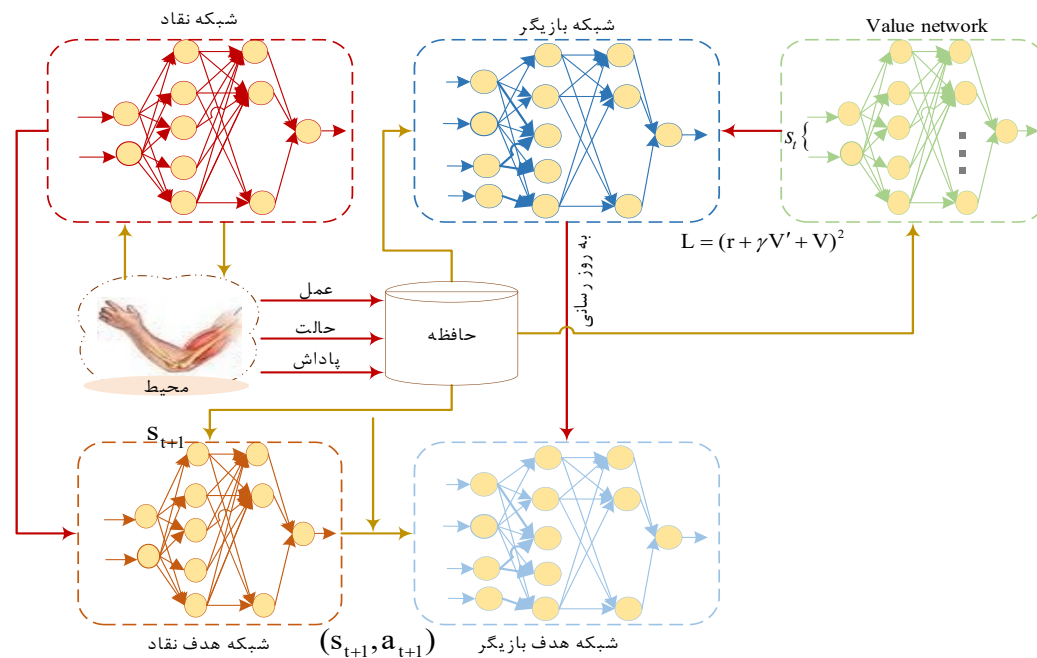 شبکه نقاد
شبکه بازیگر
Value network
s_t {
L = (r + γV′ + V)²
به روز رسانی
عمل
حالت
پاداش
حافظه
محیط
s_{t+1}
شبکه هدف نقاد
(s_{t+1}, a_{t+1})
شبکه هدف بازیگر